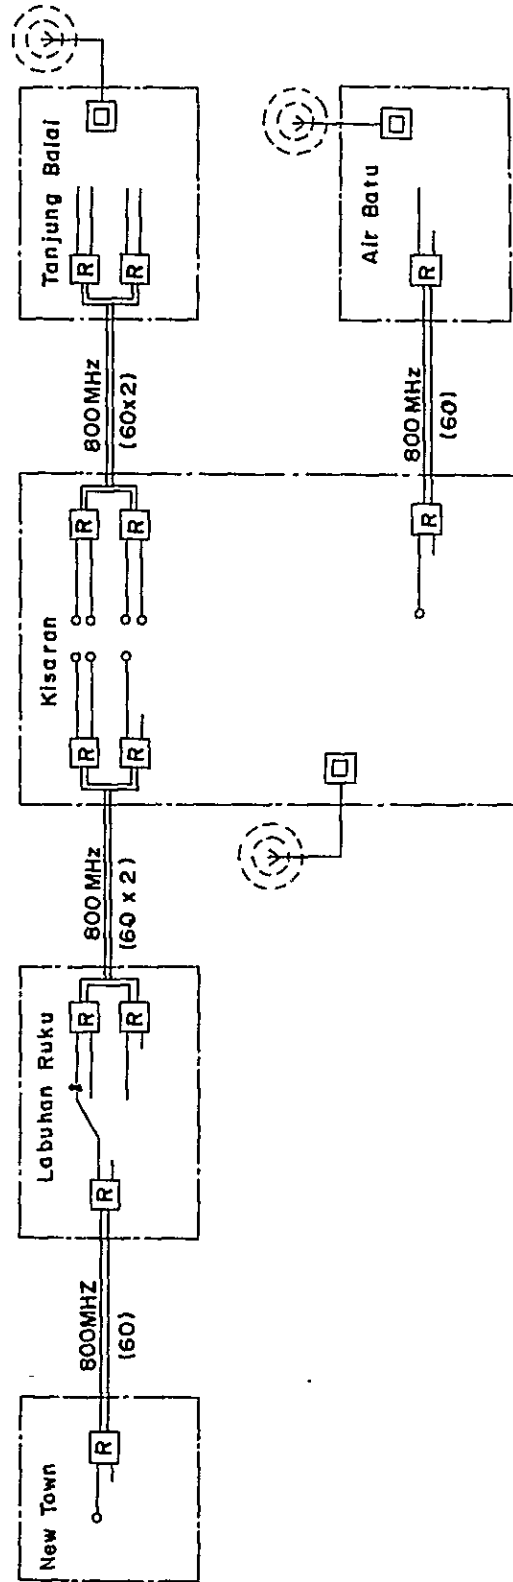 New Town
R
800MHZ
(60)
Labuhan Ruku
R
R
R
800MHz
(60 x 2)
Kisaran
R
R
R
R
R
800MHz
(60x2)
Tanjung Balai
R
R
800MHz
(60)
Air Batu
R